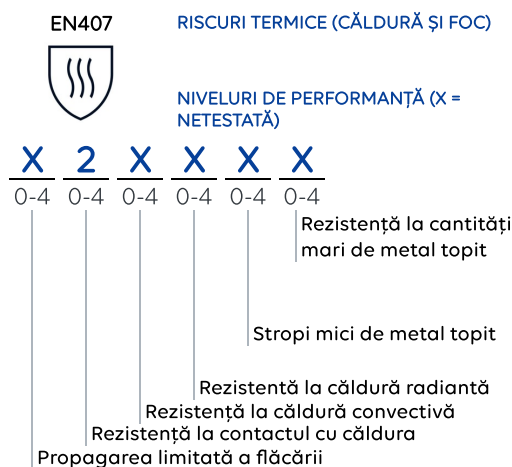 EN407
RISCURI TERMICE (CĂLDURĂ ȘI FOC)
NIVELURI DE PERFORMANȚĂ (X =
NETESTATĂ)
X 2 X X X X
0-4 0-4 0-4 0-4 0-4 0-4
Rezistență la cantități
mari de metal topit
Stropi mici de metal topit
Rezistentă la căldură radiantă
Rezistență la căldură convectivă
Rezistență la contactul cu căldura
Propagarea limitată a flăcării